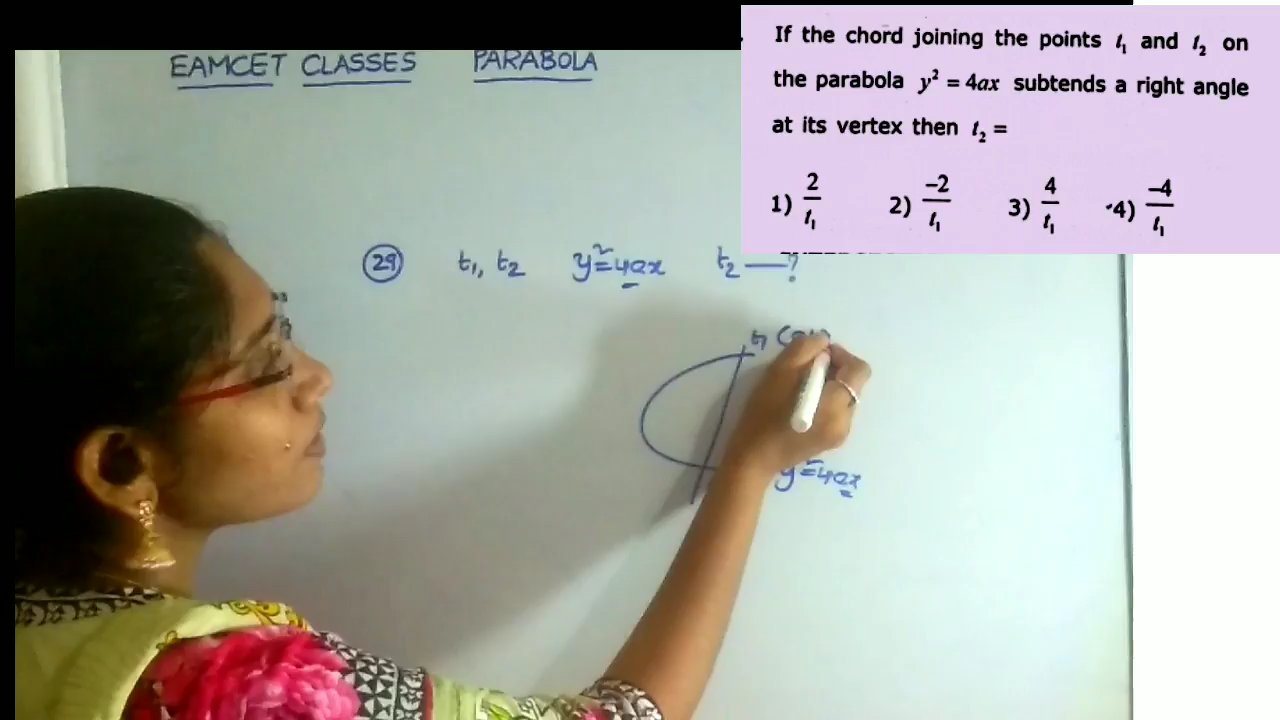 EAMCET CLASSES PARABOLA
If the chord joining the points t₁ and t₂ on
the parabola y² = 4ax subtends a right angle
at its vertex then t₂ =
1) 2/t₁ 2) -2/t₁ 3) 4/t₁ 4) -4/t₁
29 t₁, t₂ y²=4ax t₂ —?
t₁ (
y²=4ax